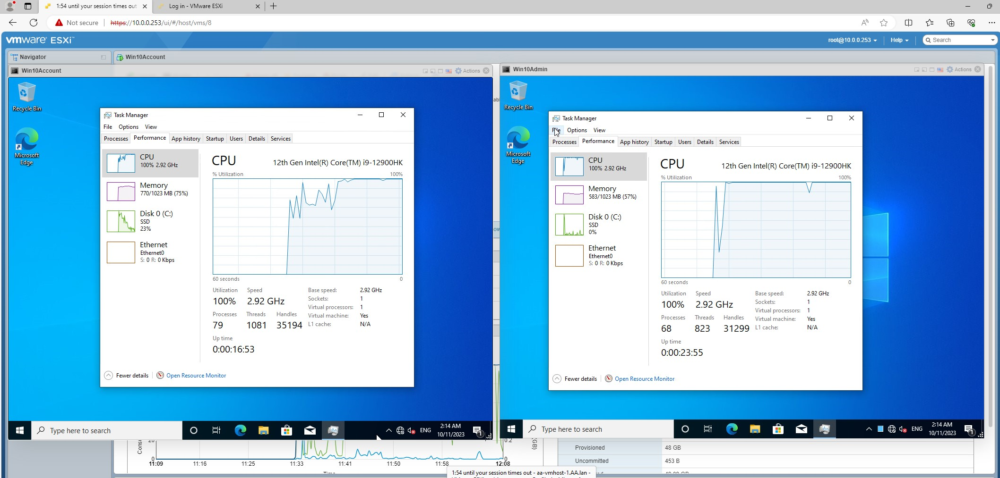 1:54 until your session times out
Log in - VMware ESXi
Not secure
https://10.0.0.253/ui/#/host/vms/8
vmware ESXi™
root@10.0.0.253
Help
Search
Navigator
Win10Account
Win10Account
Actions
Recycle Bin
Microsoft
Edge
Task Manager
File Options View
Processes Performance App history Startup Users Details Services
CPU
100% 2.92 GHz
Memory
770/1023 MB (75%)
Disk 0 (C:)
SSD
23%
Ethernet
Ethernet0
S: 0 R: 0 Kbps
CPU
12th Gen Intel(R) Core(TM) i9-12900HK
% Utilization
100%
60 seconds
0
Utilization Speed
100% 2.92 GHz
Processes Threads Handles
79 1081 35194
Up time
0:00:16:53
Base speed: 2.92 GHz
Sockets: 1
Virtual processors: 1
Virtual machine: Yes
L1 cache: N/A
Fewer details
Open Resource Monitor
Type here to search
ENG
2:14 AM
10/11/2023
1
Win10Admin
Actions
Recycle Bin
Microsoft
Edge
Task Manager
File Options View
Processes Performance App history Startup Users Details Services
CPU
100% 2.92 GHz
Memory
583/1023 MB (57%)
Disk 0 (C:)
SSD
0%
Ethernet
Ethernet0
S: 0 R: 0 Kbps
CPU
12th Gen Intel(R) Core(TM) i9-12900HK
% Utilization
100%
60 seconds
0
Utilization Speed
100% 2.92 GHz
Processes Threads Handles
68 823 31299
Up time
0:00:23:55
Base speed: 2.92 GHz
Sockets: 1
Virtual processors: 1
Virtual machine: Yes
L1 cache: N/A
Fewer details
Open Resource Monitor
Type here to search
ENG
2:14 AM
10/11/2023
1
20
0
0.2
0
11:09 11:16 11:25 11:33 11:41 11:50 11:58 12:08
Provisioned 48 GB
Uncommitted 453 B
1:54 until your session times out - aa-vmhost-1.AA.lan -